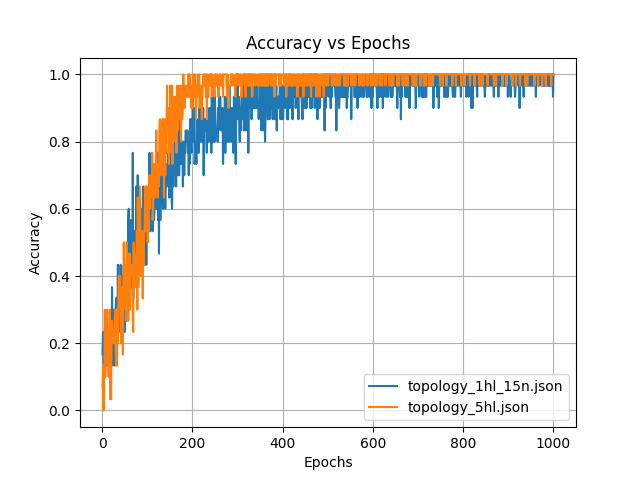 Accuracy vs Epochs
Accuracy
1.0
0.8
0.6
0.4
0.2
0.0
topology_1hl_15n.json
topology_5hl.json
0 200 400 600 800 1000
Epochs